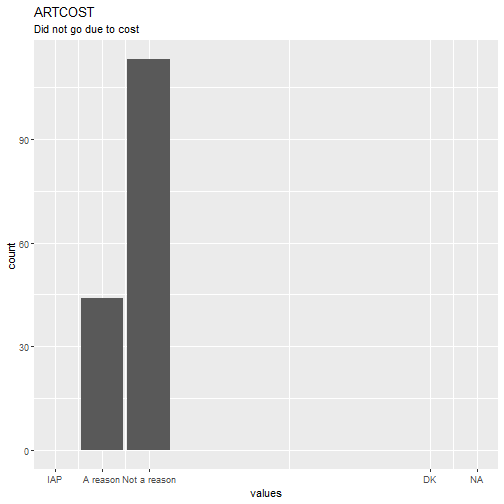 ARTCOST
Did not go due to cost
90
60
30
0
count
IAP A reason Not a reason DK NA
values